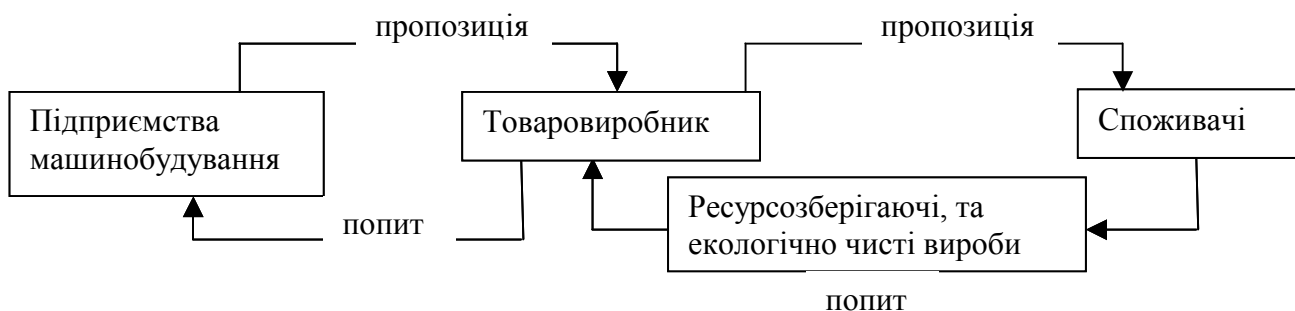 пропозиція
пропозиція
Підприємства
машинобудування
Товаровиробник
Споживачі
попит
Ресурсозберігаючі, та
екологічно чисті вироби
попит